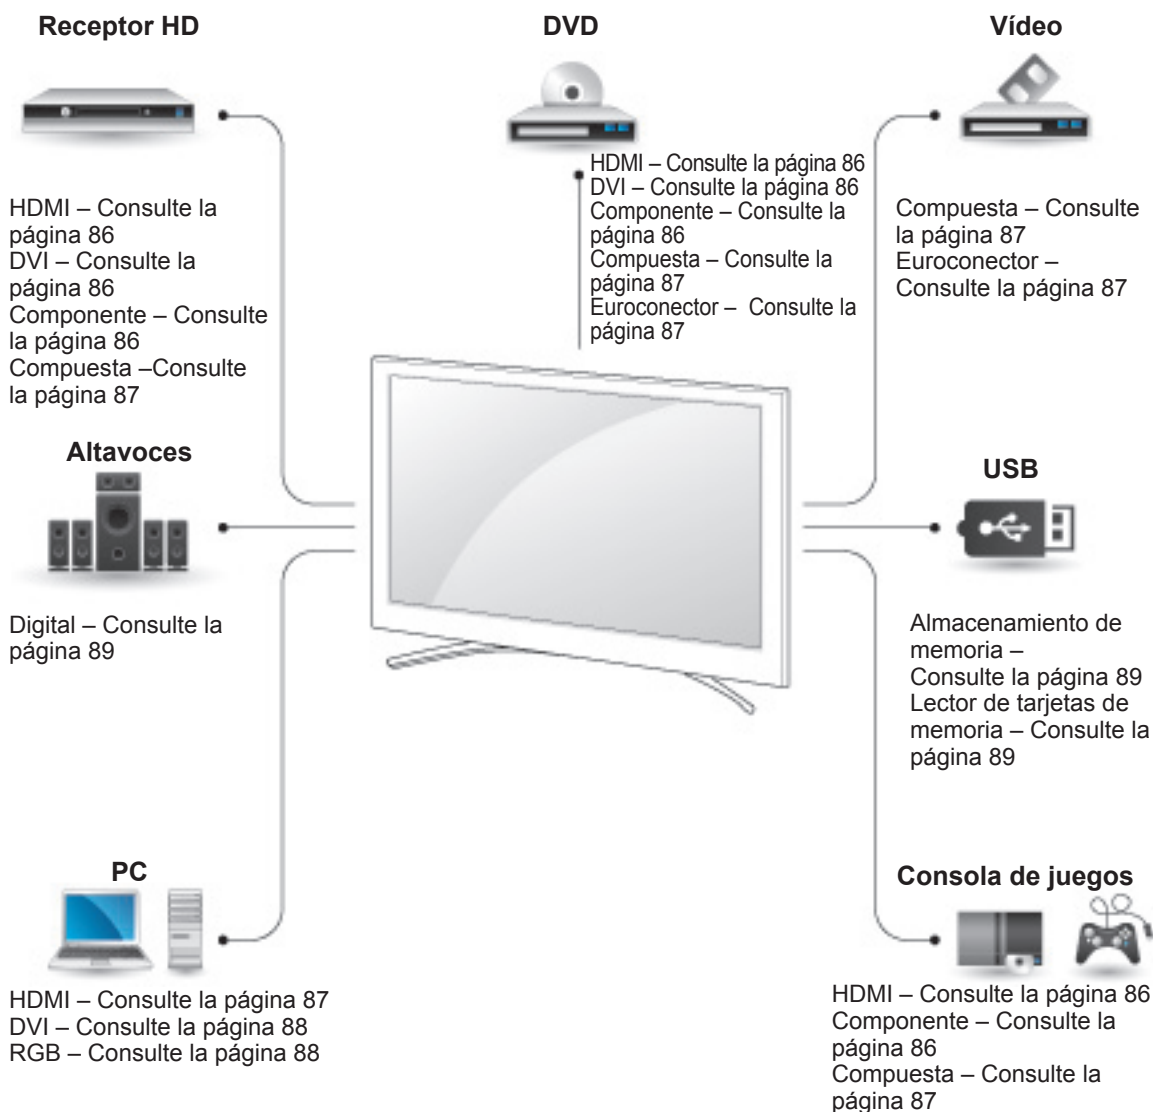 Receptor HD
HDMI – Consulte la
página 86
DVI – Consulte la
página 86
Componente – Consulte
la página 86
Compuesta –Consulte
la página 87
DVD
HDMI – Consulte la página 86
DVI – Consulte la página 86
Componente – Consulte la
página 86
Compuesta – Consulte la
página 87
Euroconector –  Consulte la
página 87
Vídeo
Compuesta – Consulte
la página 87
Euroconector –
Consulte la página 87
Altavoces
Digital – Consulte la
página 89
USB
Almacenamiento de
memoria –
Consulte la página 89
Lector de tarjetas de
memoria – Consulte la
página 89
PC
HDMI – Consulte la página 87
DVI – Consulte la página 88
RGB – Consulte la página 88
Consola de juegos
HDMI – Consulte la página 86
Componente – Consulte la
página 86
Compuesta – Consulte la
página 87